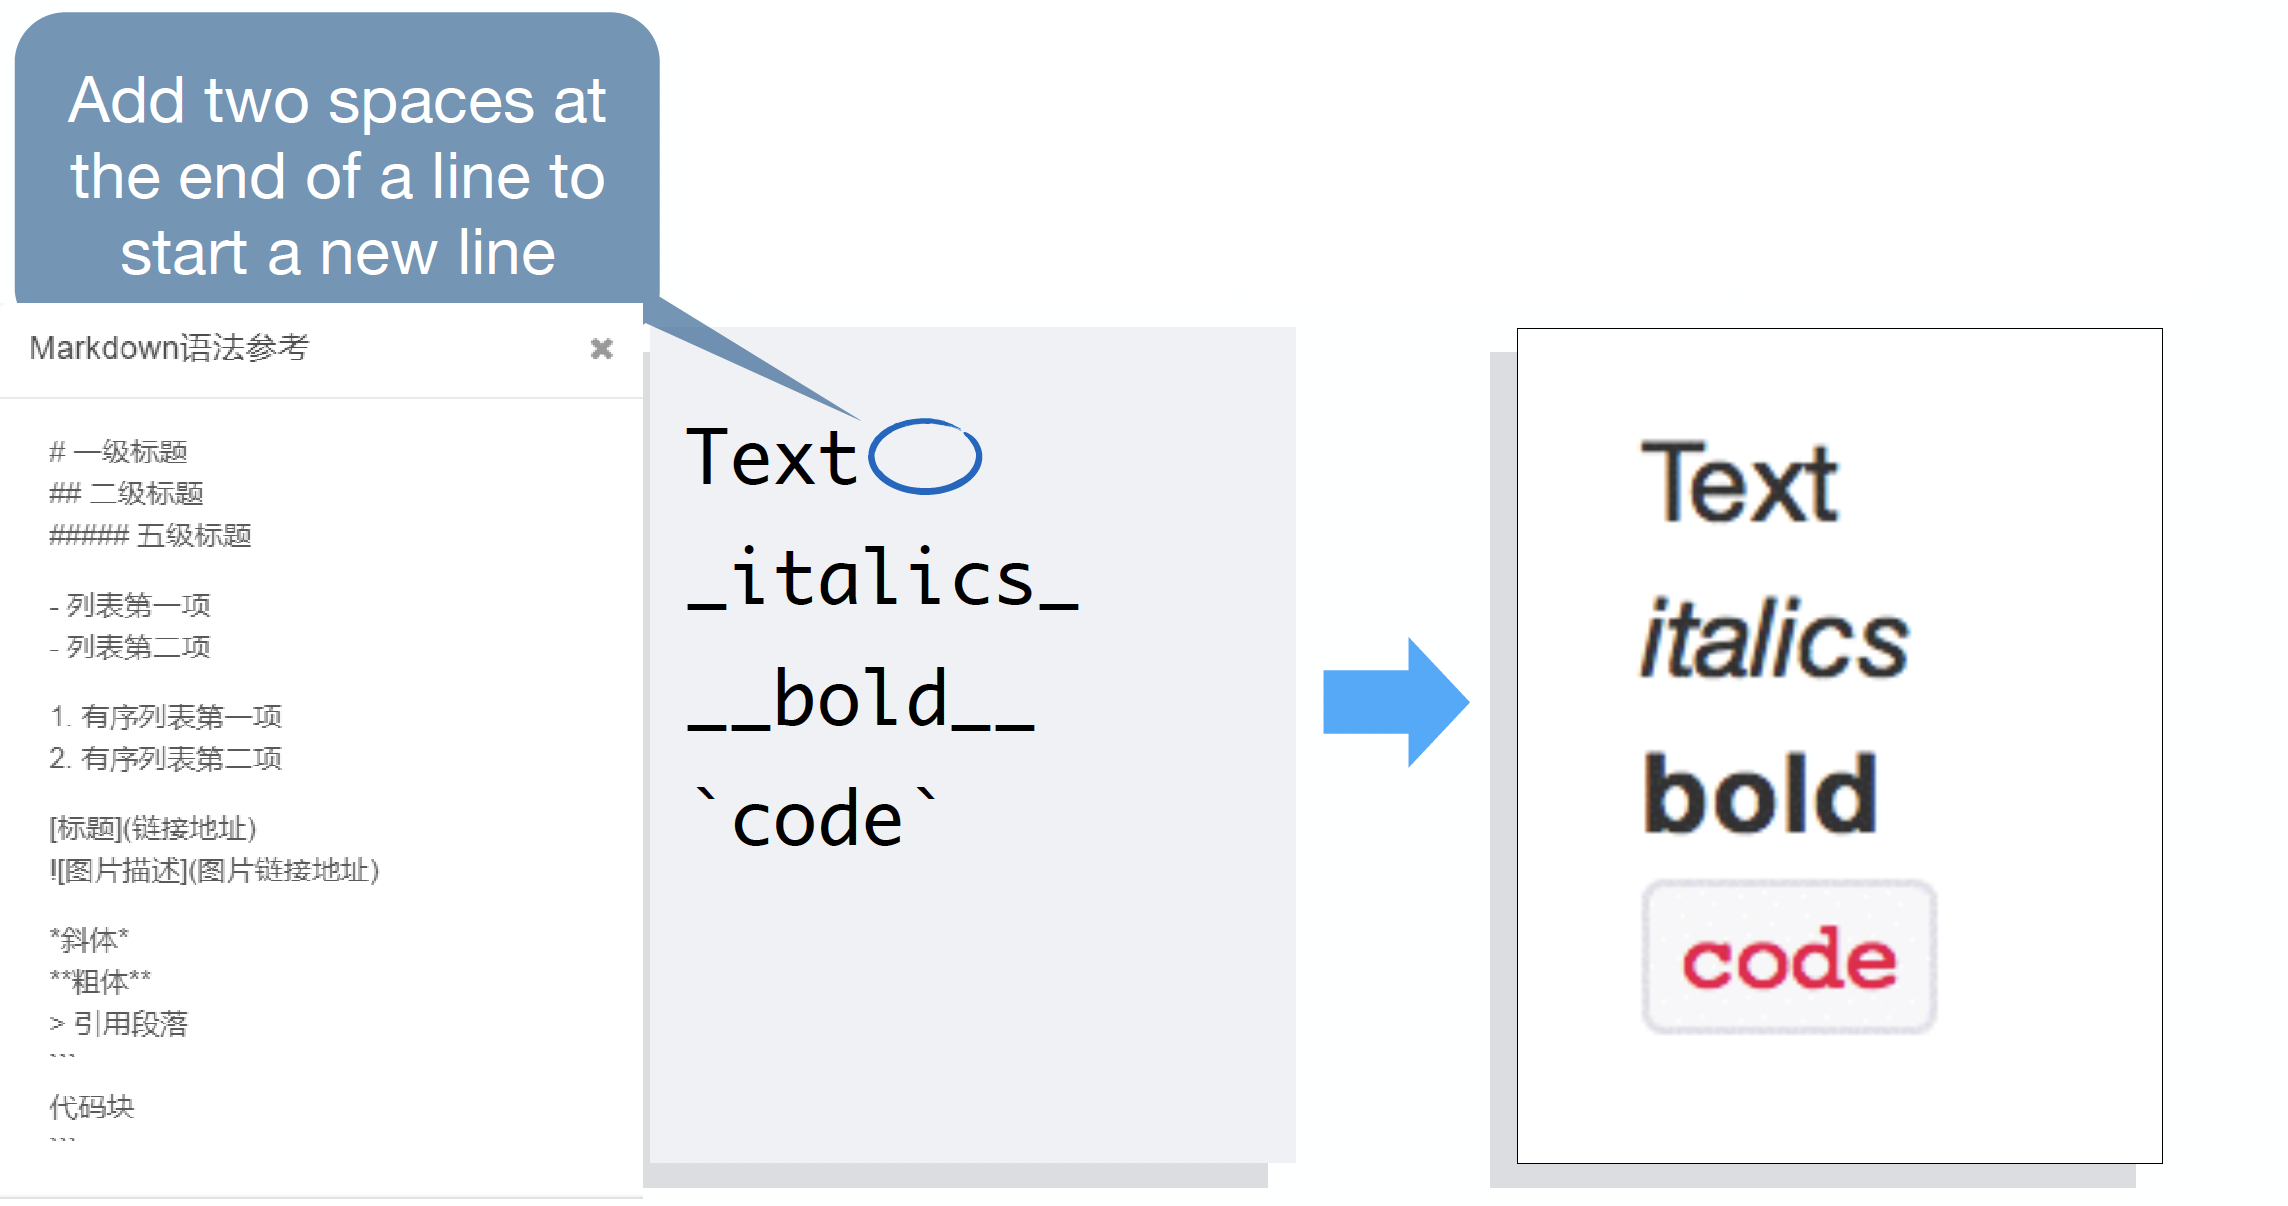 Add two spaces at
the end of a line to
start a new line
Markdown语法参考
# 一级标题
## 二级标题
##### 五级标题
- 列表第一项
- 列表第二项
1. 有序列表第一项
2. 有序列表第二项
[标题](链接地址)
![图片描述](图片链接地址)
*斜体*
**粗体**
> 引用段落
```
代码块
```
Text
_italics_
__bold__
`code`
Text
italics
bold
code